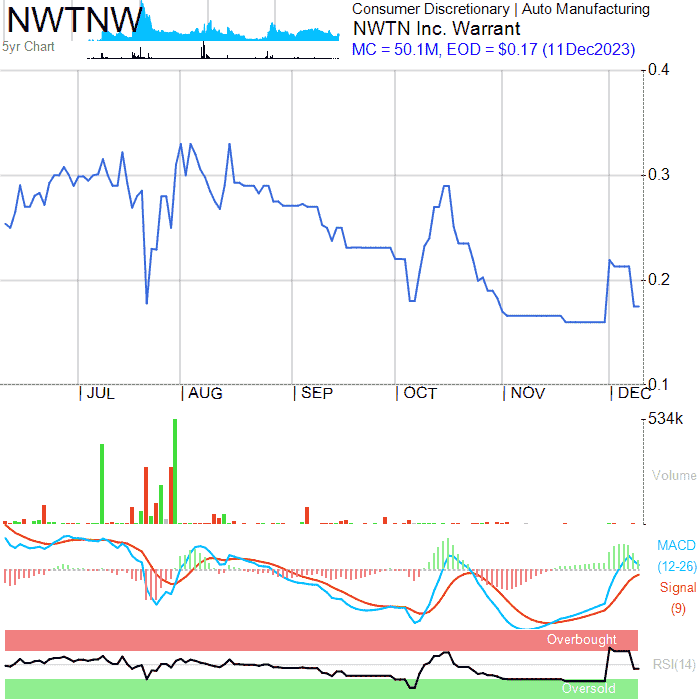 NWTNW
5yr Chart
Consumer Discretionary | Auto Manufacturing
NWTN Inc. Warrant
MC = 50.1M, EOD = $0.17 (11Dec2023)
0.4
0.3
0.2
0.1
| JUL | AUG | SEP | OCT | NOV | DEC
534k
Volume
MACD
(12-26)
Signal
(9)
Overbought
RSI(14)
Oversold